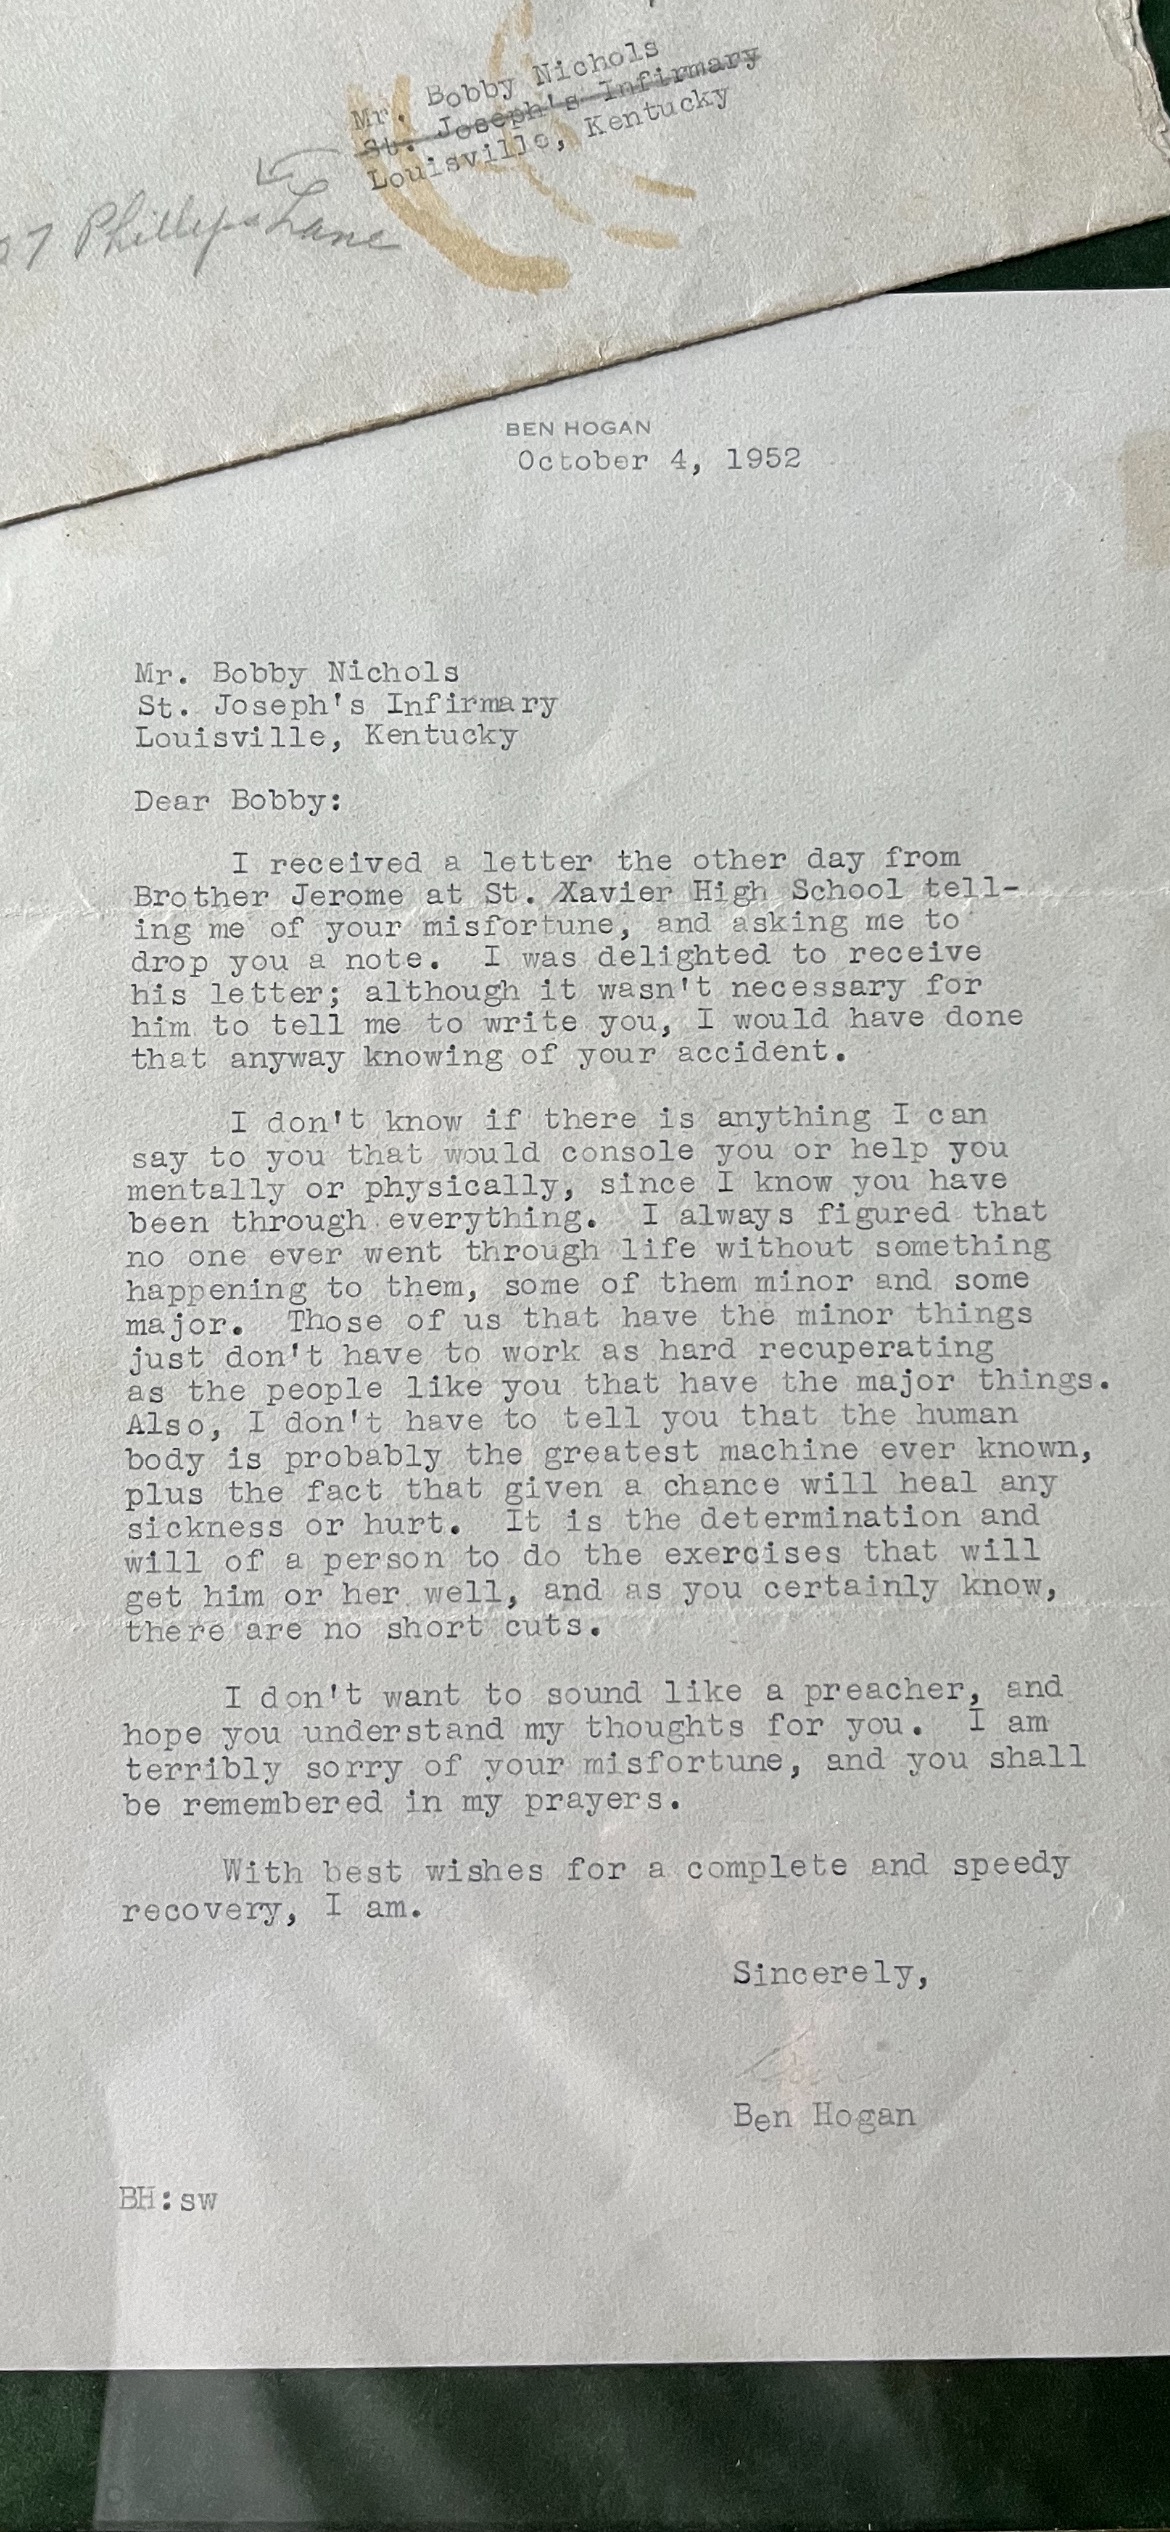 Mr. Bobby Nichols
St. Joseph's Infirmary
Louisville, Kentucky
7 Phillips Lane
BEN HOGAN
October 4, 1952
Mr. Bobby Nichols
St. Joseph's Infirmary
Louisville, Kentucky
Dear Bobby:
I received a letter the other day from
Brother Jerome at St. Xavier High School tell-
ing me of your misfortune, and asking me to
drop you a note. I was delighted to receive
his letter; although it wasn't necessary for
him to tell me to write you, I would have done
that anyway knowing of your accident.
I don't know if there is anything I can
say to you that would console you or help you
mentally or physically, since I know you have
been through everything. I always figured that
no one ever went through life without something
happening to them, some of them minor and some
major. Those of us that have the minor things
just don't have to work as hard recuperating
as the people like you that have the major things.
Also, I don't have to tell you that the human
body is probably the greatest machine ever known,
plus the fact that given a chance will heal any
sickness or hurt. It is the determination and
will of a person to do the exercises that will
get him or her well, and as you certainly know,
there are no short cuts.
I don't want to sound like a preacher, and
hope you understand my thoughts for you. I am
terribly sorry of your misfortune, and you shall
be remembered in my prayers.
With best wishes for a complete and speedy
recovery, I am.
Sincerely,
Ben Hogan
BH:sw